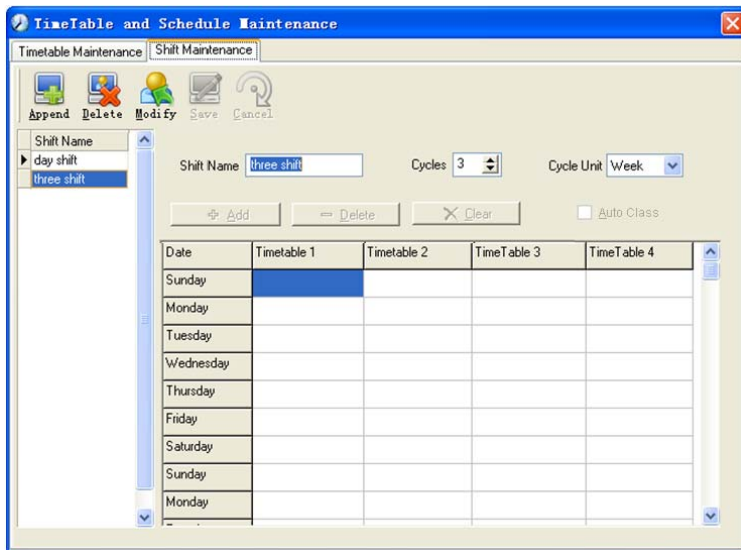 TimeTable and Schedule Maintenance
Timetable Maintenance Shift Maintenance
Append Delete Modify Save Cancel
Shift Name
day shift
three shift
Shift Name three shift Cycles 3 Cycle Unit Week
Add Delete Clear Auto Class
Date Timetable 1 Timetable 2 TimeTable 3 TimeTable 4
Sunday
Monday
Tuesday
Wednesday
Thursday
Friday
Saturday
Sunday
Monday